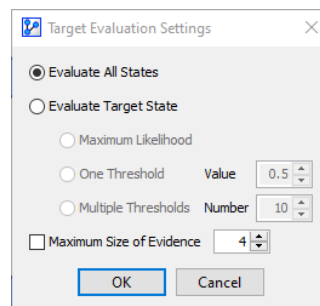 Target Evaluation Settings
Evaluate All States
Evaluate Target State
Maximum Likelihood
One Threshold Value 0.5
Multiple Thresholds Number 10
Maximum Size of Evidence 4
OK Cancel